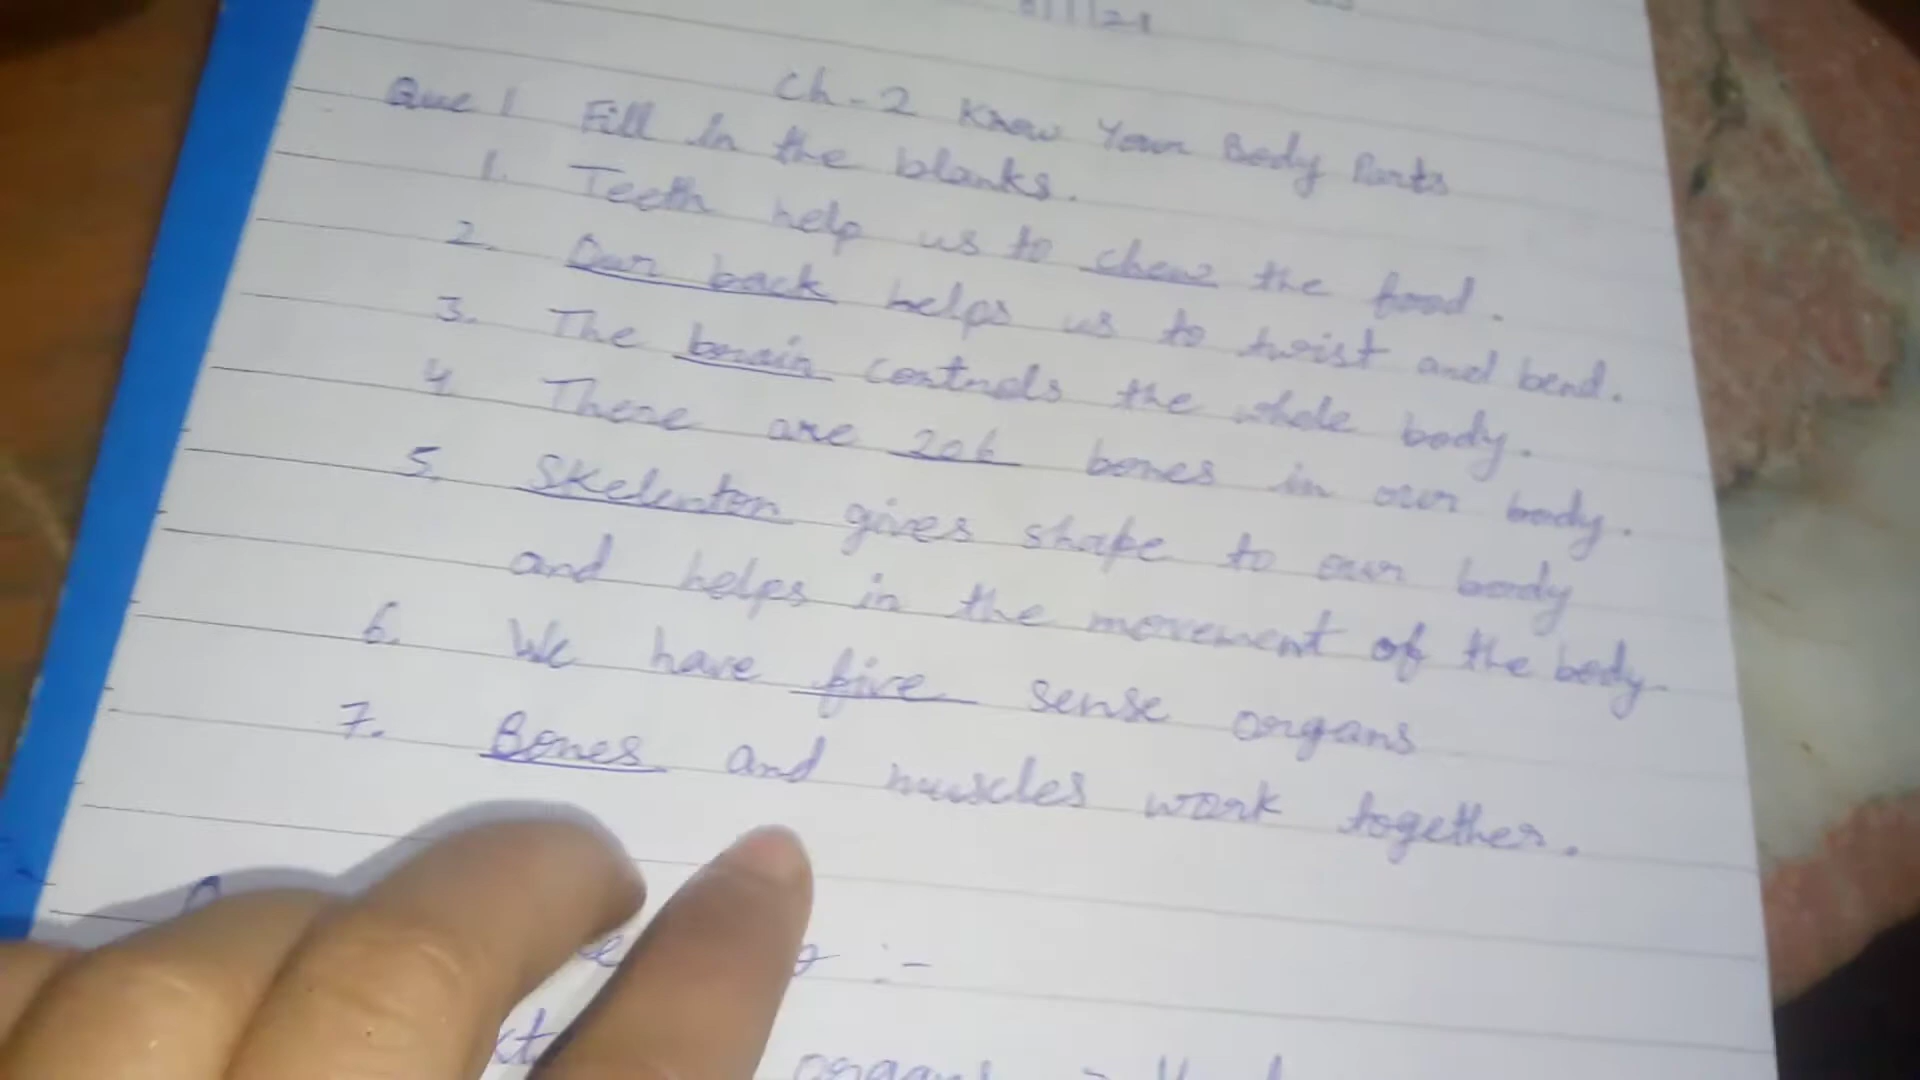 Ch - 2 Know Your Body Parts
Que 1 Fill in the blanks.
1. Teeth help us to chew the food.
2. Our back helps us to twist and bend.
3. The brain controls the whole body.
4 There are 206 bones in our body.
5. Skelenton gives shape to our body
and helps in the movement of the body.
6. We have five sense organs
7. Bones and muscles work together.
:-
organs